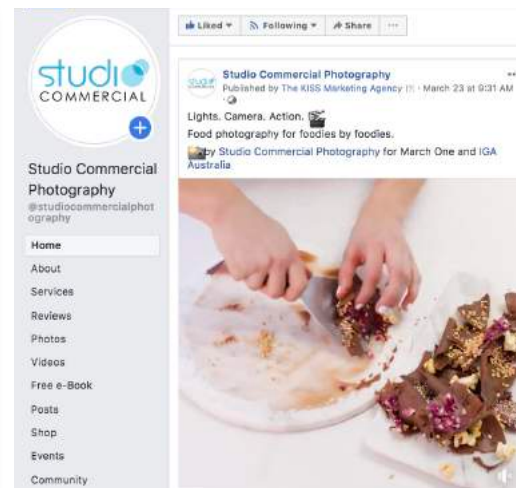 Liked
Following
Share
studio
COMMERCIAL
Studio Commercial
Photography
@studiocommercialphot
ography
Home
About
Services
Reviews
Photos
Videos
Free e-Book
Posts
Shop
Events
Community
Studio Commercial Photography
Published by The KISS Marketing Agency [?] · March 23 at 9:31 AM
Lights. Camera. Action.
Food photography for foodies by foodies.
by Studio Commercial Photography for March One and IGA
Australia